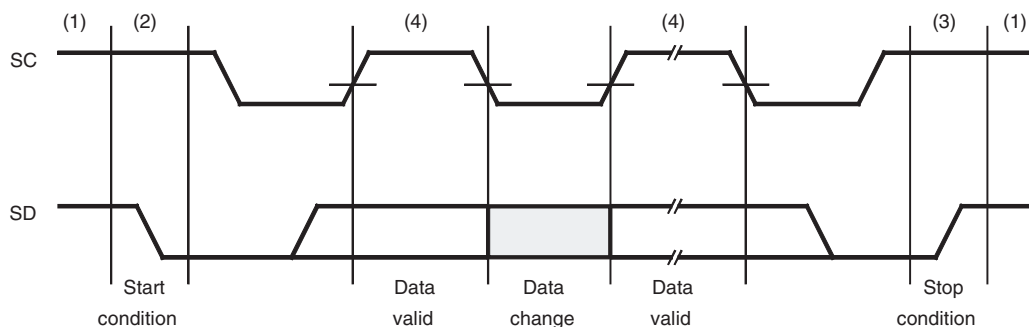 (1) (2) (4) (4) (3) (1)
SC
SD
Start Data Data Data Stop
condition valid change valid condition